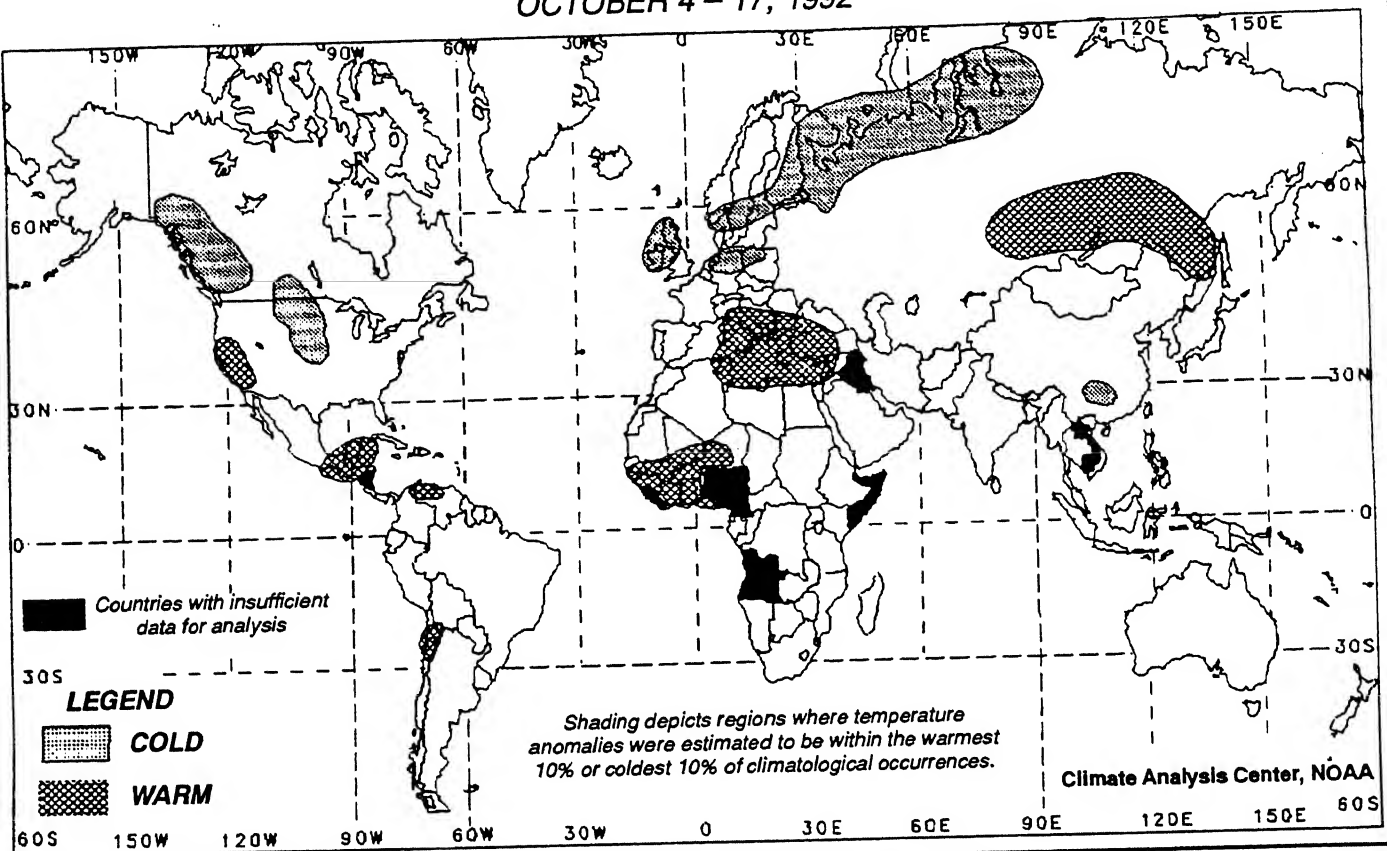 OCTOBER 4 – 17, 1992
150W 120W 90W 60W 30W 0 30E 60E 90E 120E 150E
60N 60N
30N 30N
0 0
Countries with insufficient
data for analysis
30S 30S
LEGEND
COLD
WARM
Shading depicts regions where temperature
anomalies were estimated to be within the warmest
10% or coldest 10% of climatological occurrences.
Climate Analysis Center, NOAA
60S
60S 150W 120W 90W 60W 30W 0 30E 60E 90E 120E 150E